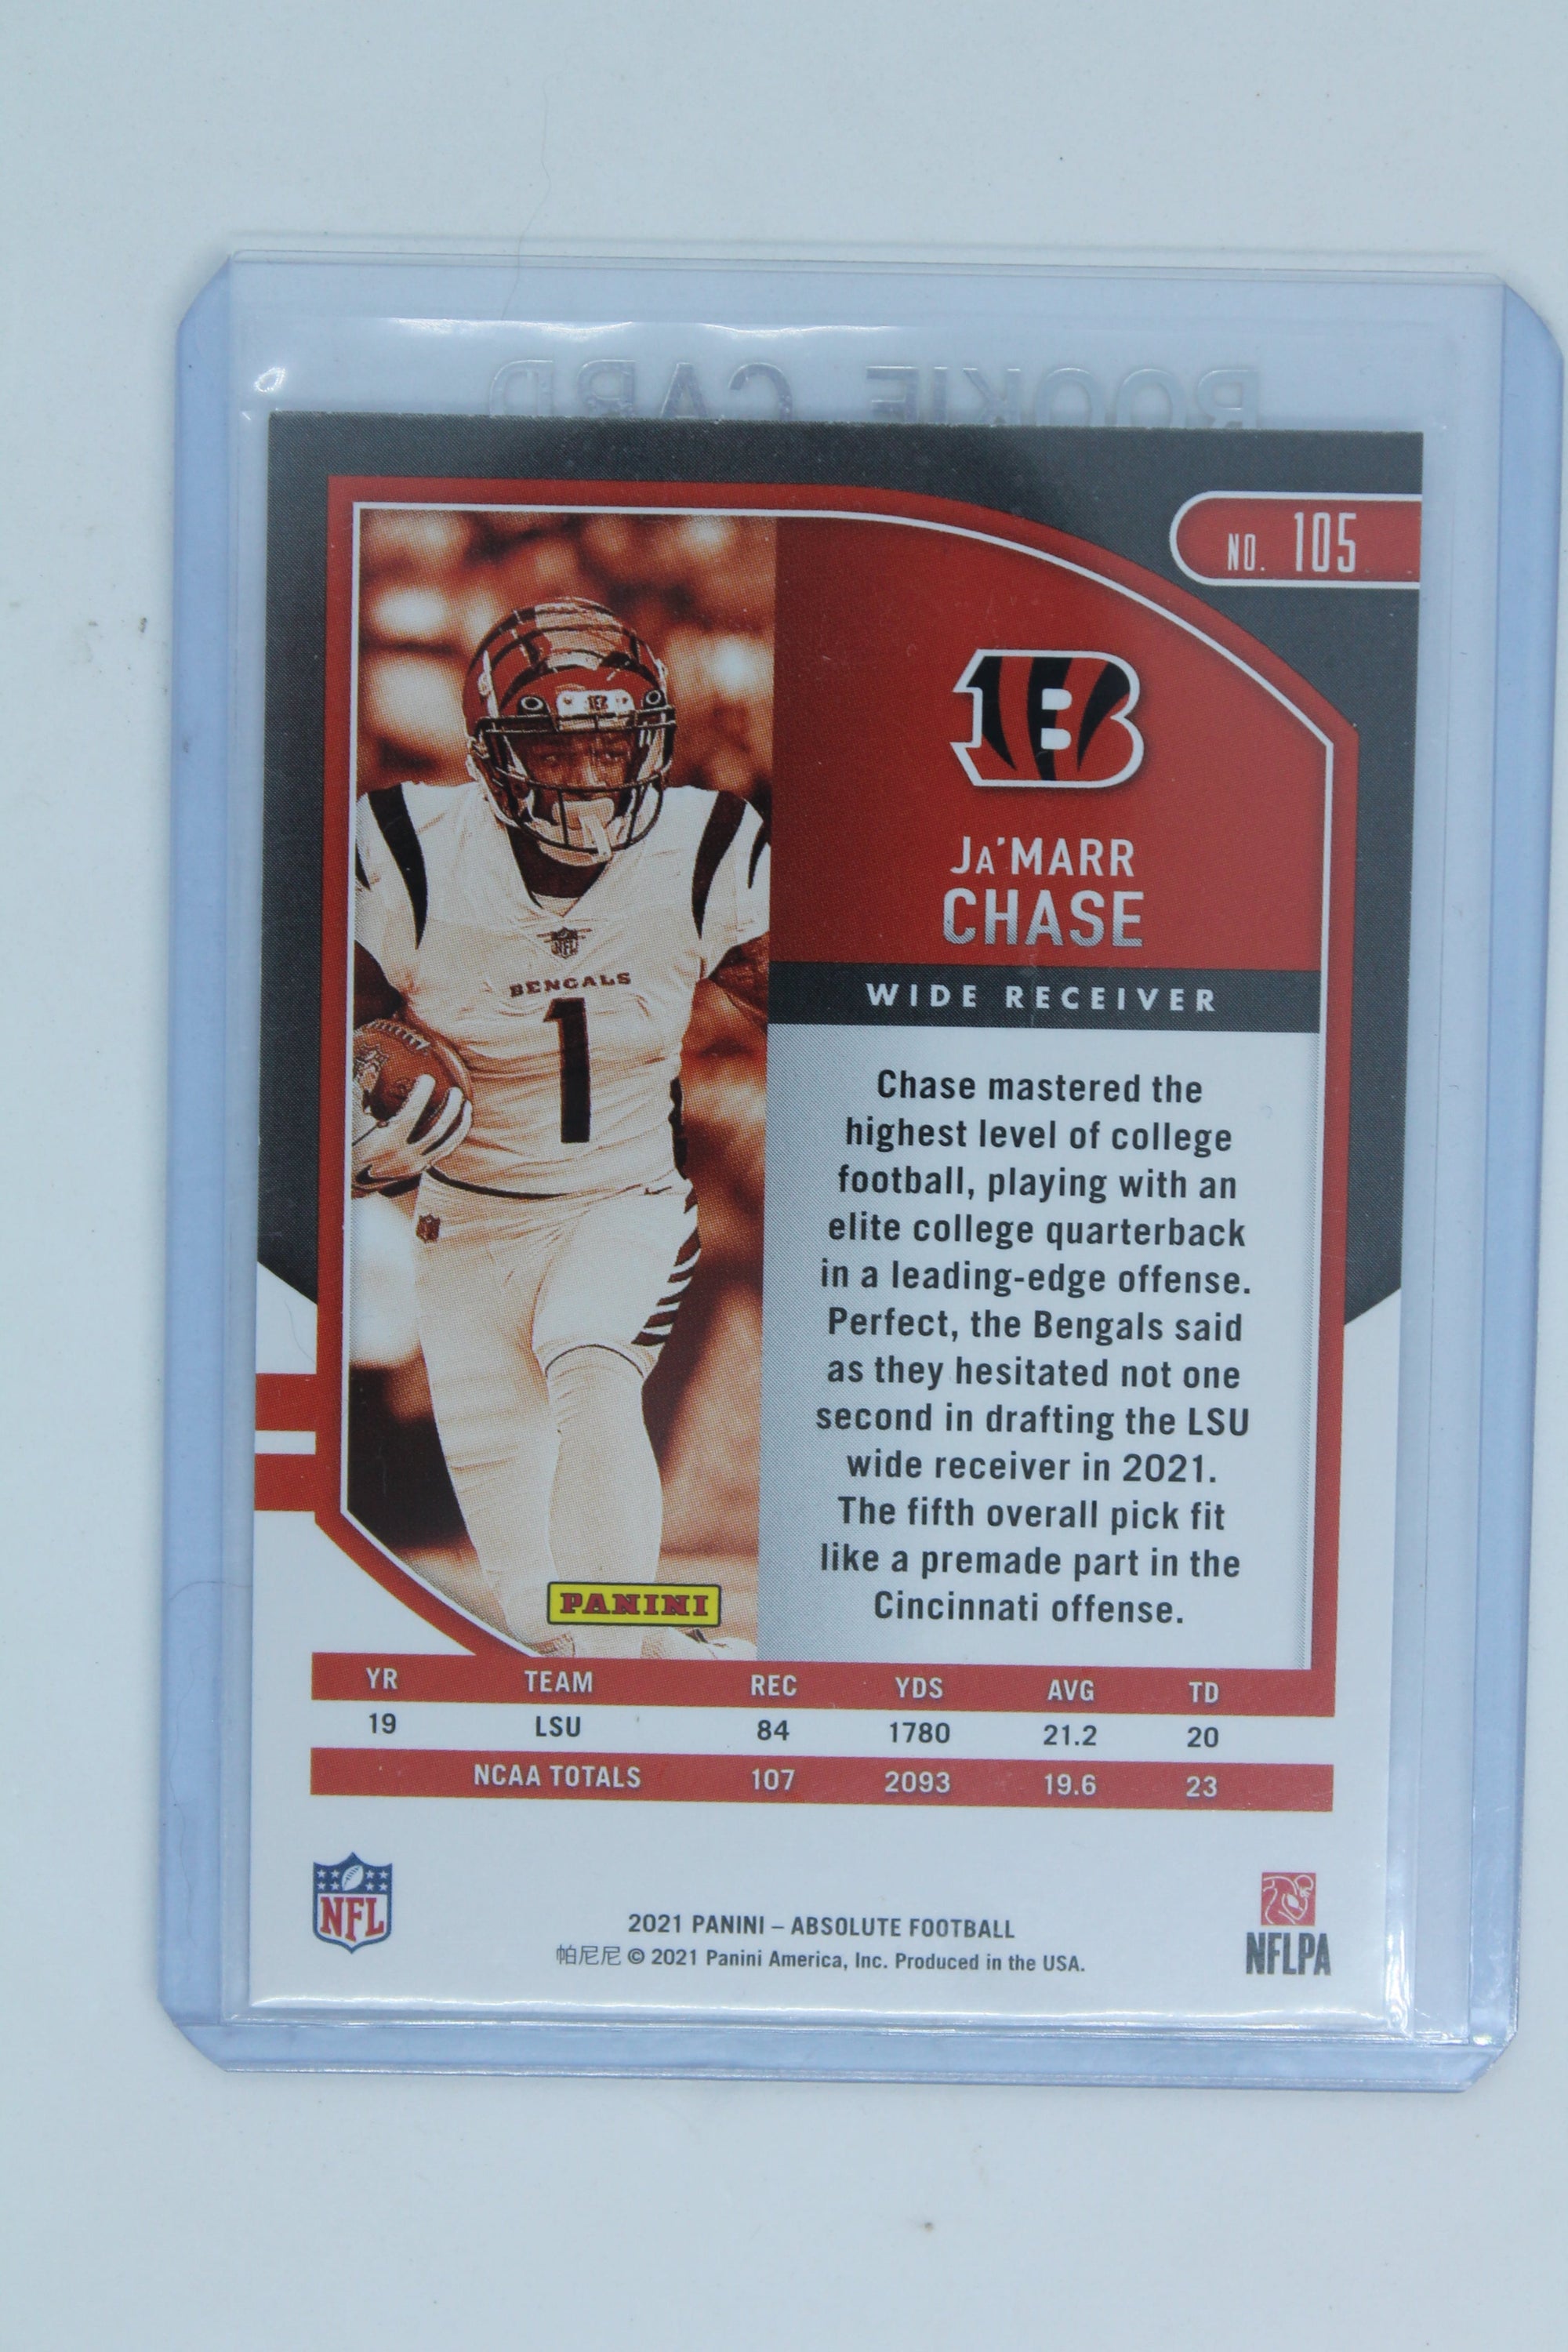 ROOKIE CARD
NO. 105
B
JA'MARR
CHASE
WIDE RECEIVER
NFL
BENGALS
1
Chase mastered the
highest level of college
football, playing with an
elite college quarterback
in a leading-edge offense.
Perfect, the Bengals said
as they hesitated not one
second in drafting the LSU
wide receiver in 2021.
The fifth overall pick fit
like a premade part in the
Cincinnati offense.
PANINI
YR TEAM REC YDS AVG TD
19 LSU 84 1780 21.2 20
NCAA TOTALS 107 2093 19.6 23
NFL
2021 PANINI – ABSOLUTE FOOTBALL
帕尼尼 © 2021 Panini America, Inc. Produced in the USA.
NFLPA